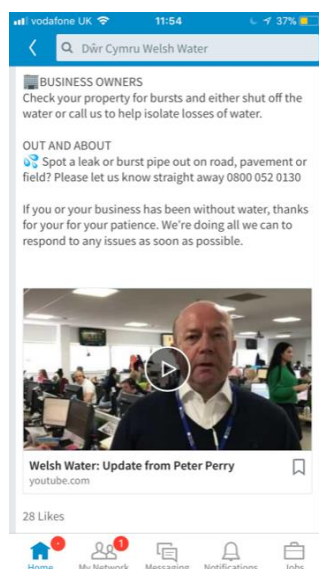 vodafone UK 11:54 37%
Dŵr Cymru Welsh Water
BUSINESS OWNERS
Check your property for bursts and either shut off the
water or call us to help isolate losses of water.
OUT AND ABOUT
Spot a leak or burst pipe out on road, pavement or
field? Please let us know straight away 0800 052 0130
If you or your business has been without water, thanks
for your for your patience. We're doing all we can to
respond to any issues as soon as possible.
Welsh Water: Update from Peter Perry
youtube.com
28 Likes
1
Home My Network Messaging Notifications Jobs